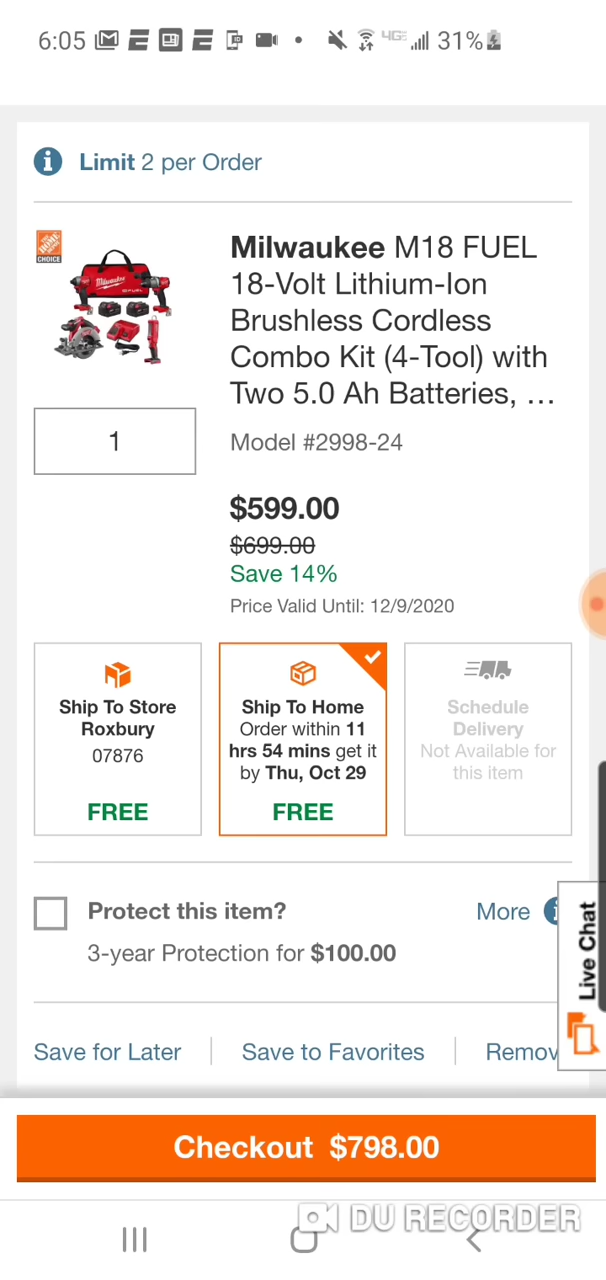 6:05 4GE 31%
Limit 2 per Order
THE HOME DEPOT
CHOICE
Milwaukee M18 FUEL
18-Volt Lithium-Ion
Brushless Cordless
Combo Kit (4-Tool) with
Two 5.0 Ah Batteries, ...
Milwaukee
FUEL
1
Model #2998-24
$599.00
$699.00
Save 14%
Price Valid Until: 12/9/2020
Ship To Store
Roxbury
07876
FREE
Ship To Home
Order within 11
hrs 54 mins get it
by Thu, Oct 29
FREE
Schedule
Delivery
Not Available for
this item
Protect this item? More
3-year Protection for $100.00
Live Chat
Save for Later Save to Favorites Remov
Checkout $798.00
DU RECORDER